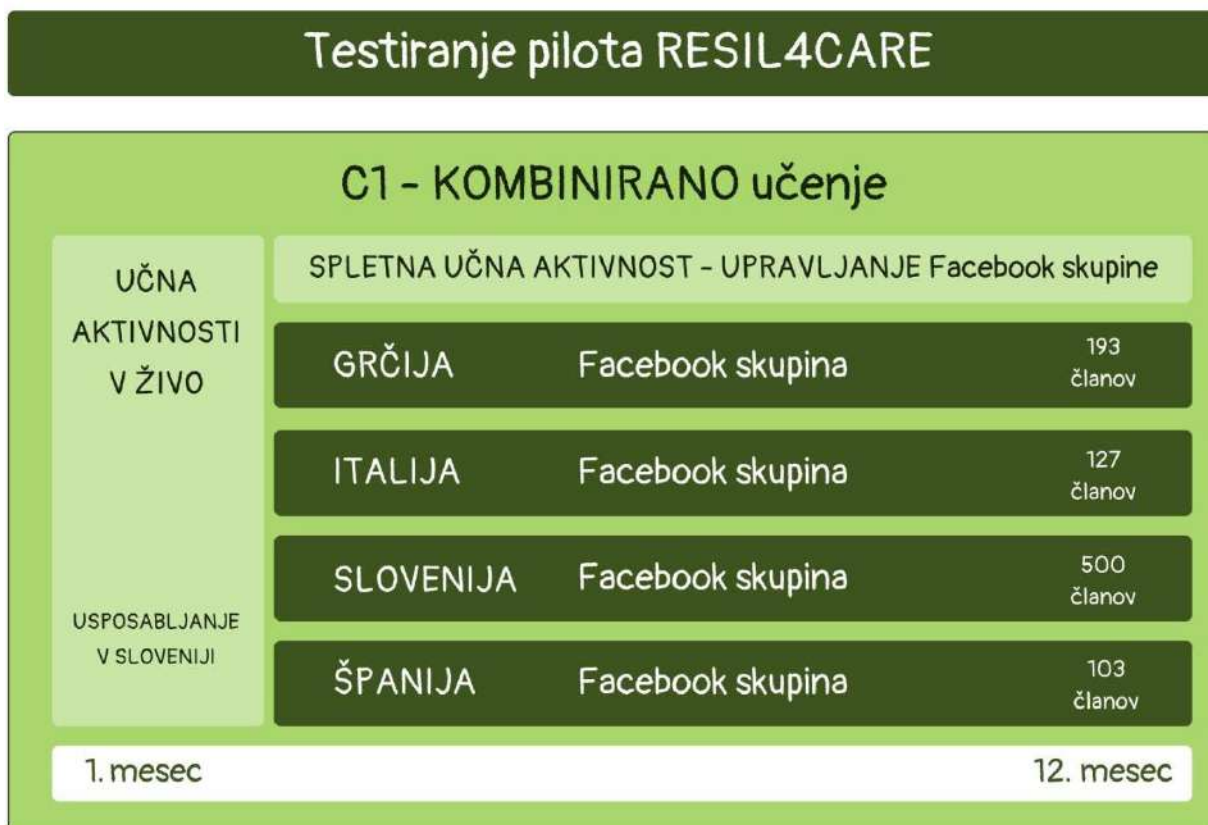 Testiranje pilota RESIL4CARE
C1 - KOMBINIRANO učenje
UČNA
AKTIVNOSTI
V ŽIVO
USPOSABLJANJE
V SLOVENIJI
SPLETNA UČNA AKTIVNOST - UPRAVLJANJE Facebook skupine
GRČIJA Facebook skupina 193
članov
ITALIJA Facebook skupina 127
članov
SLOVENIJA Facebook skupina 500
članov
ŠPANIJA Facebook skupina 103
članov
1. mesec 12. mesec